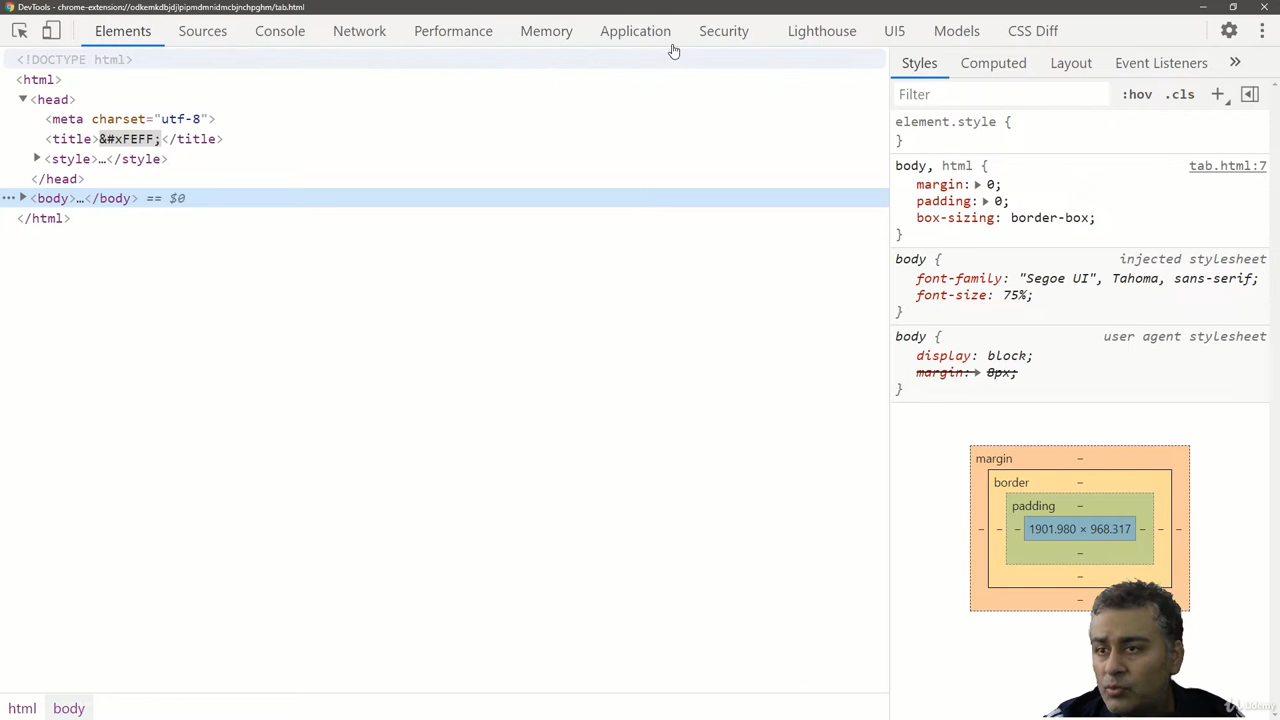 DevTools - chrome-extension://odkemkdbjdjlpipmdmnidmcbjnchpghm/tab.html
Elements Sources Console Network Performance Memory Application Security Lighthouse UI5 Models CSS Diff
<!DOCTYPE html>
<html>
<head>
<meta charset="utf-8">
<title>&#xFEFF;</title>
<style>…</style>
</head>
<body>…</body> == $0
</html>
html body
Styles Computed Layout Event Listeners »
Filter :hov .cls +
element.style {
}
body, html { tab.html:7
margin: 0;
padding: 0;
box-sizing: border-box;
}
body { injected stylesheet
font-family: "Segoe UI", Tahoma, sans-serif;
font-size: 75%;
}
body { user agent stylesheet
display: block;
margin: 8px;
}
margin –
border –
padding –
– – – 1901.980 × 968.317 – – –
–
–
–
Udemy